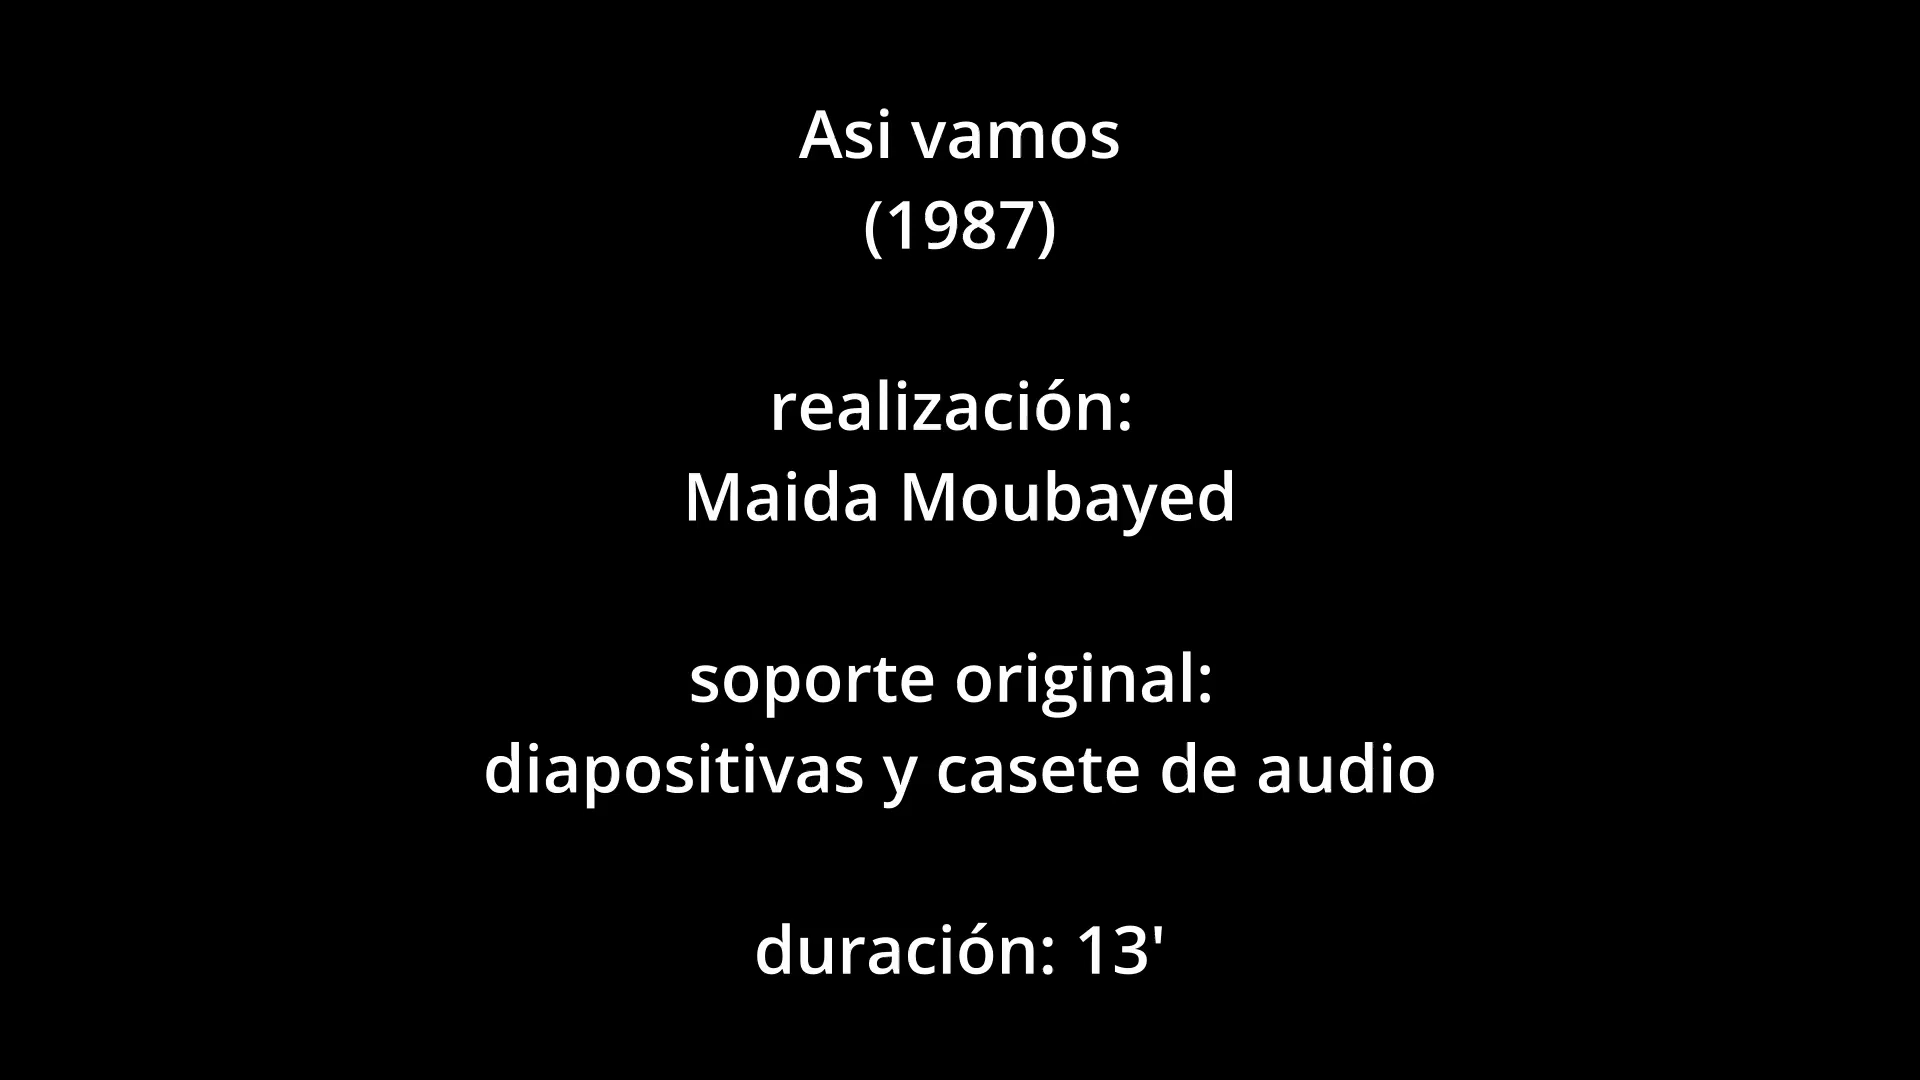 Asi vamos
(1987)
realización:
Maida Moubayed
soporte original:
diapositivas y casete de audio
duración: 13'